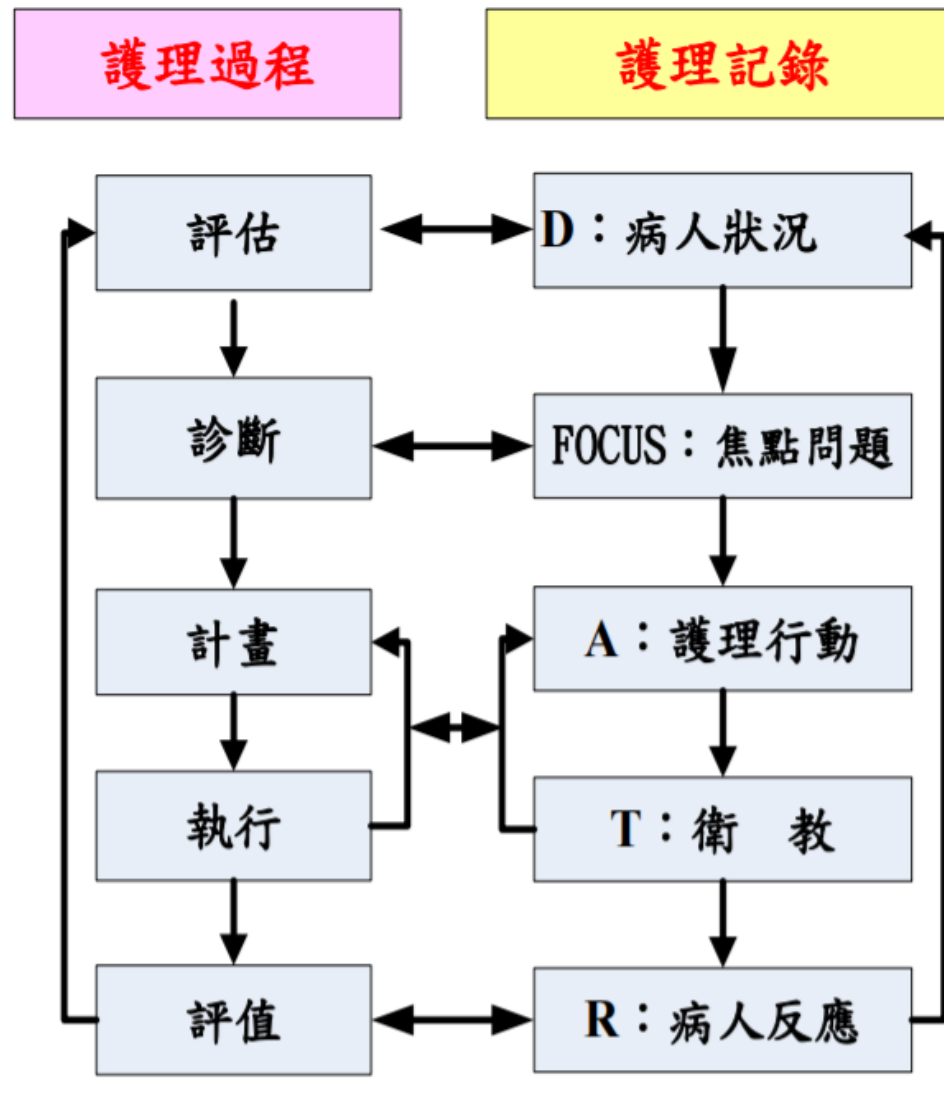 護理過程
護理記錄
評估
D：病人狀況
診斷
FOCUS：焦點問題
計畫
A：護理行動
執行
T：衛　教
評值
R：病人反應